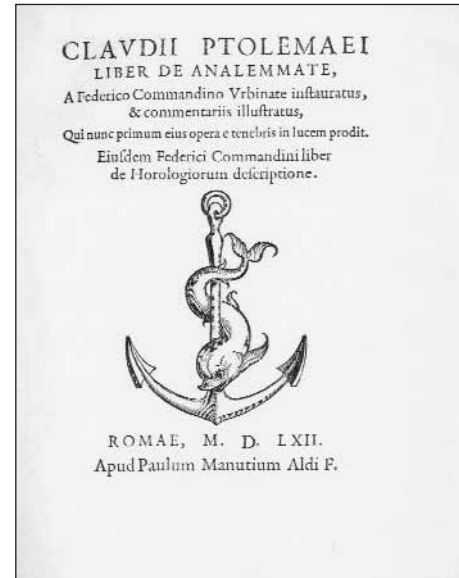 CLAVDII PTOLEMAEI
LIBER DE ANALEMMATE,
A Federico Commandino Vrbinate inſtauratus,
& commentariis illuſtratus,
Qui nunc primum eius opera e tenebris in lucem prodit.
Eiuſdem Federici Commandini liber
de Horologiorum deſcriptione.
ROMAE, M. D. LXII.
Apud Paulum Manutium Aldi F.